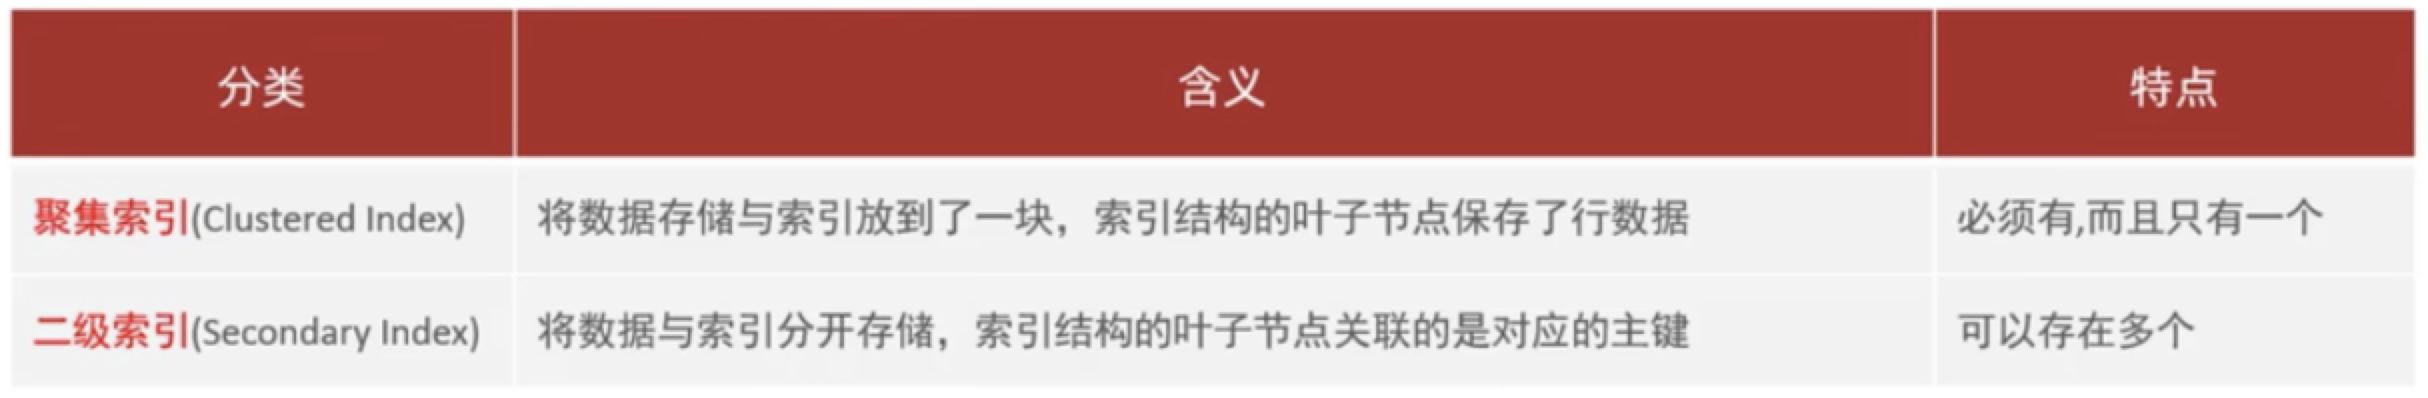 分类 含义 特点
聚集索引(Clustered Index) 将数据存储与索引放到了一块，索引结构的叶子节点保存了行数据 必须有,而且只有一个
二级索引(Secondary Index) 将数据与索引分开存储，索引结构的叶子节点关联的是对应的主键 可以存在多个